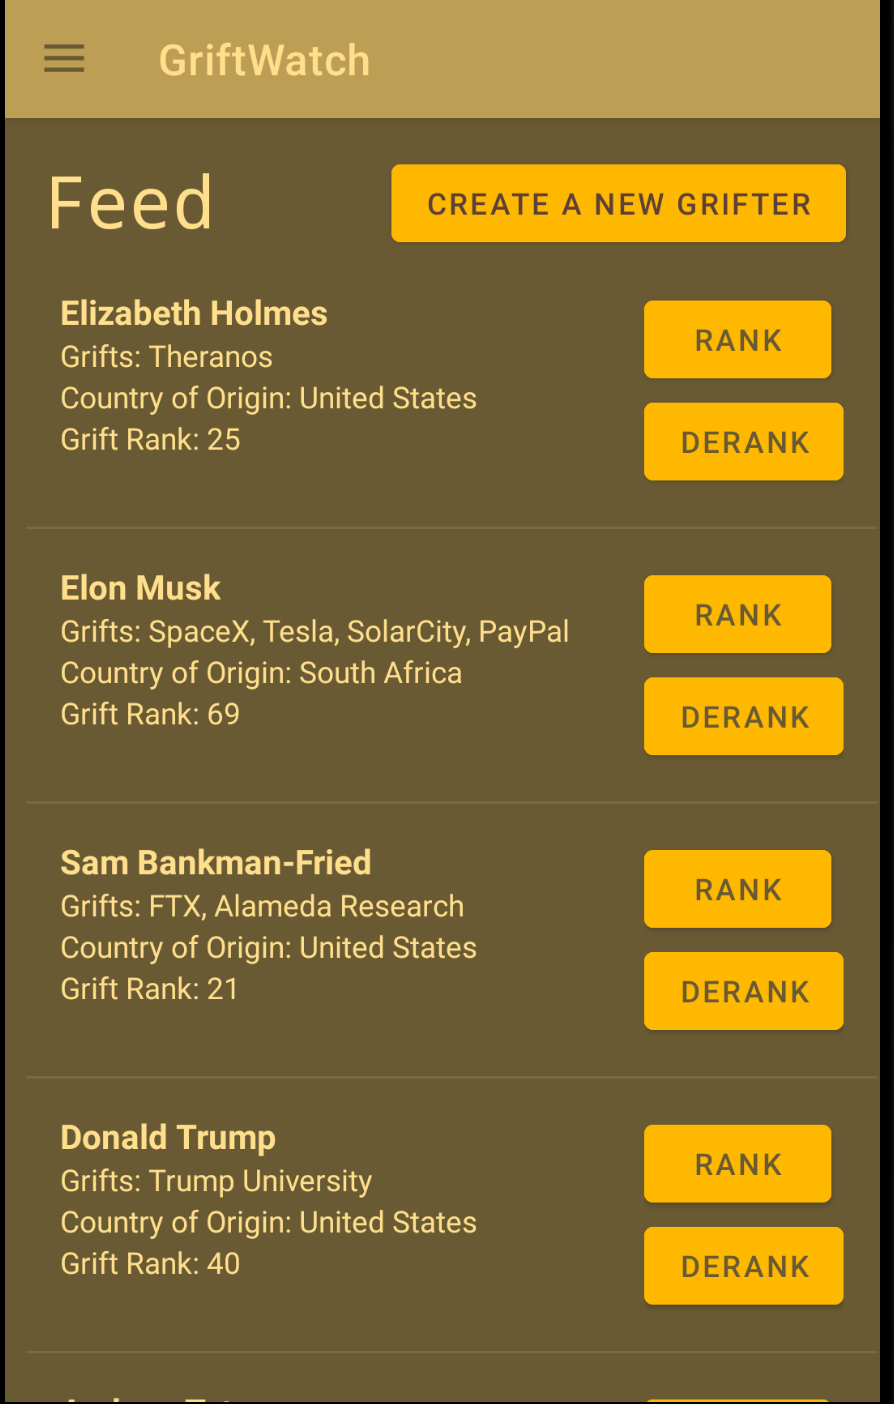 GriftWatch
Feed
CREATE A NEW GRIFTER
Elizabeth Holmes
Grifts: Theranos
Country of Origin: United States
Grift Rank: 25
RANK
DERANK
Elon Musk
Grifts: SpaceX, Tesla, SolarCity, PayPal
Country of Origin: South Africa
Grift Rank: 69
RANK
DERANK
Sam Bankman-Fried
Grifts: FTX, Alameda Research
Country of Origin: United States
Grift Rank: 21
RANK
DERANK
Donald Trump
Grifts: Trump University
Country of Origin: United States
Grift Rank: 40
RANK
DERANK